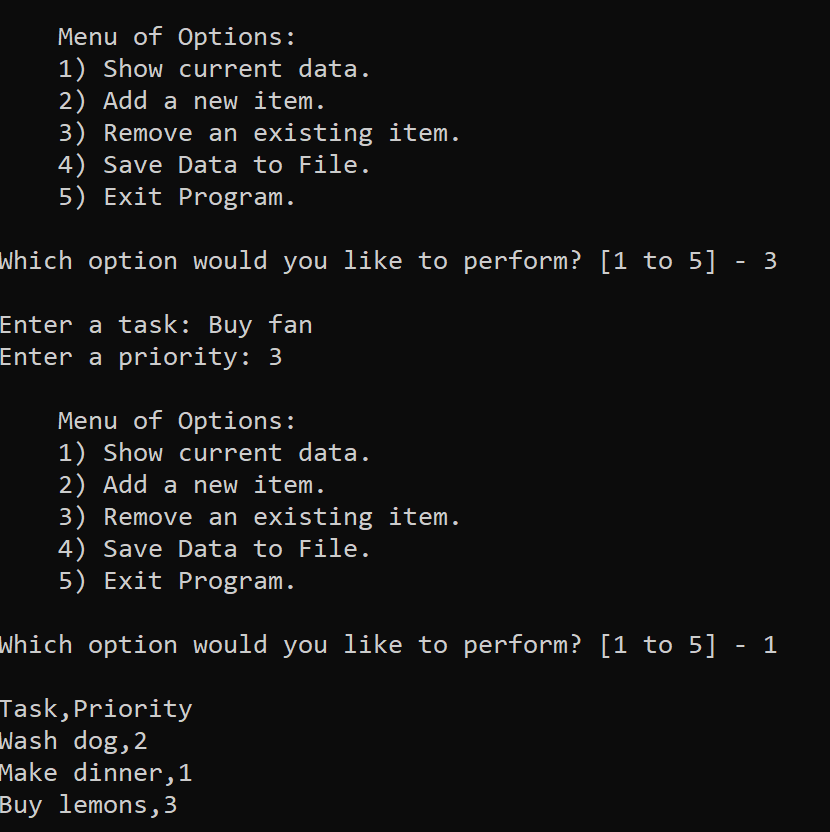 Menu of Options:
1) Show current data.
2) Add a new item.
3) Remove an existing item.
4) Save Data to File.
5) Exit Program.
Which option would you like to perform? [1 to 5] - 3
Enter a task: Buy fan
Enter a priority: 3
Menu of Options:
1) Show current data.
2) Add a new item.
3) Remove an existing item.
4) Save Data to File.
5) Exit Program.
Which option would you like to perform? [1 to 5] - 1
Task,Priority
Wash dog,2
Make dinner,1
Buy lemons,3